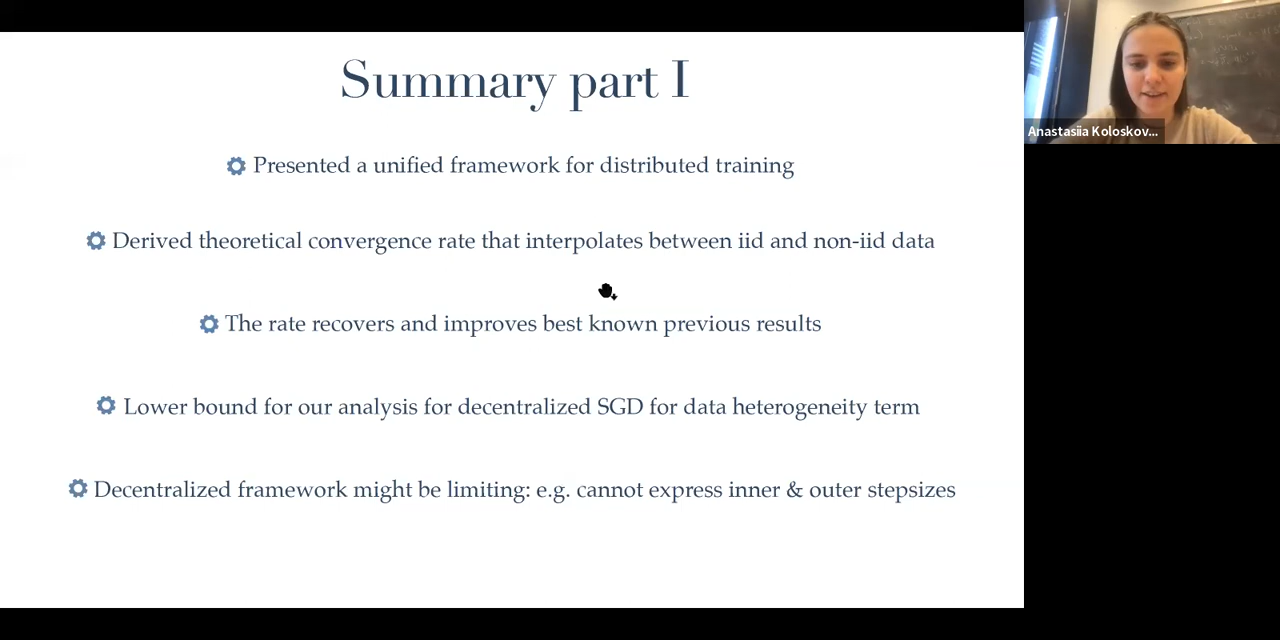 Summary part I
Presented a unified framework for distributed training
Derived theoretical convergence rate that interpolates between iid and non-iid data
The rate recovers and improves best known previous results
Lower bound for our analysis for decentralized SGD for data heterogeneity term
Decentralized framework might be limiting: e.g. cannot express inner & outer stepsizes
Anastasiia Koloskov...